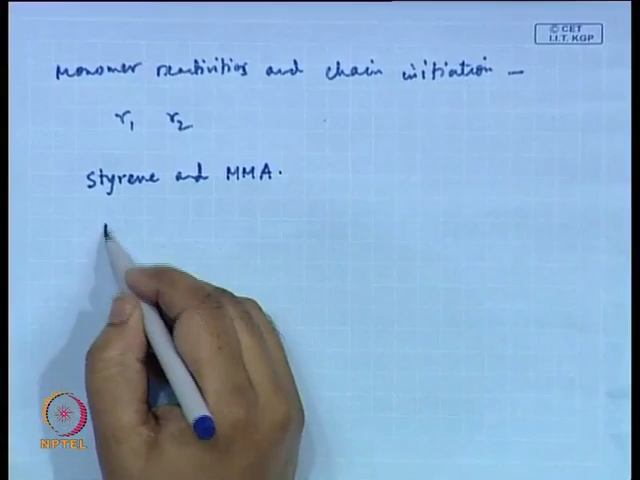 © CET
I.I.T. KGP
Monomer reactivities and chain initiation –
r₁ r₂
Styrene and MMA.
NPTEL